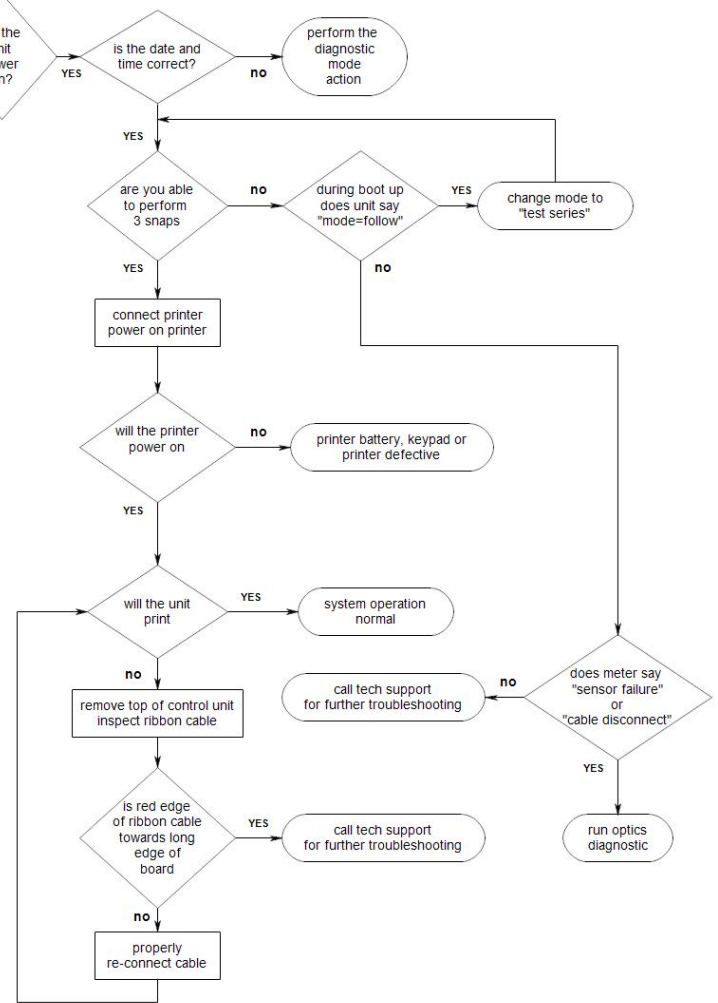 the
nit
wer
n?
YES
is the date and
time correct?
no
perform the
diagnostic
mode
action
YES
are you able
to perform
3 snaps
no
during boot up
does unit say
"mode=follow"
YES
change mode to
"test series"
YES
no
connect printer
power on printer
will the printer
power on
no
printer battery, keypad or
printer defective
YES
will the unit
print
YES
system operation
normal
no
remove top of control unit
inspect ribbon cable
call tech support
for further troubleshooting
no
does meter say
"sensor failure"
or
"cable disconnect"
YES
is red edge
of ribbon cable
towards long
edge of
board
YES
call tech support
for further troubleshooting
run optics
diagnostic
no
properly
re-connect cable